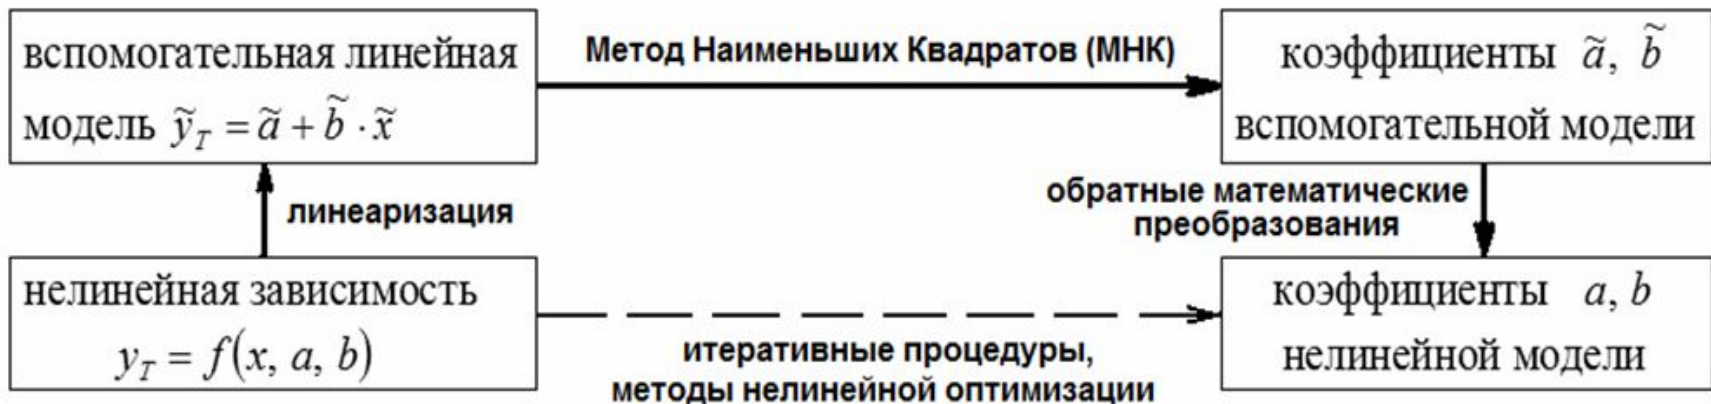 вспомогательная линейная
модель ỹ_T = ã + b̃ · x̃
Метод Наименьших Квадратов (МНК)
коэффициенты ã, b̃
вспомогательной модели
линеаризация
обратные математические
преобразования
нелинейная зависимость
y_T = f(x, a, b)
итеративные процедуры,
методы нелинейной оптимизации
коэффициенты a, b
нелинейной модели